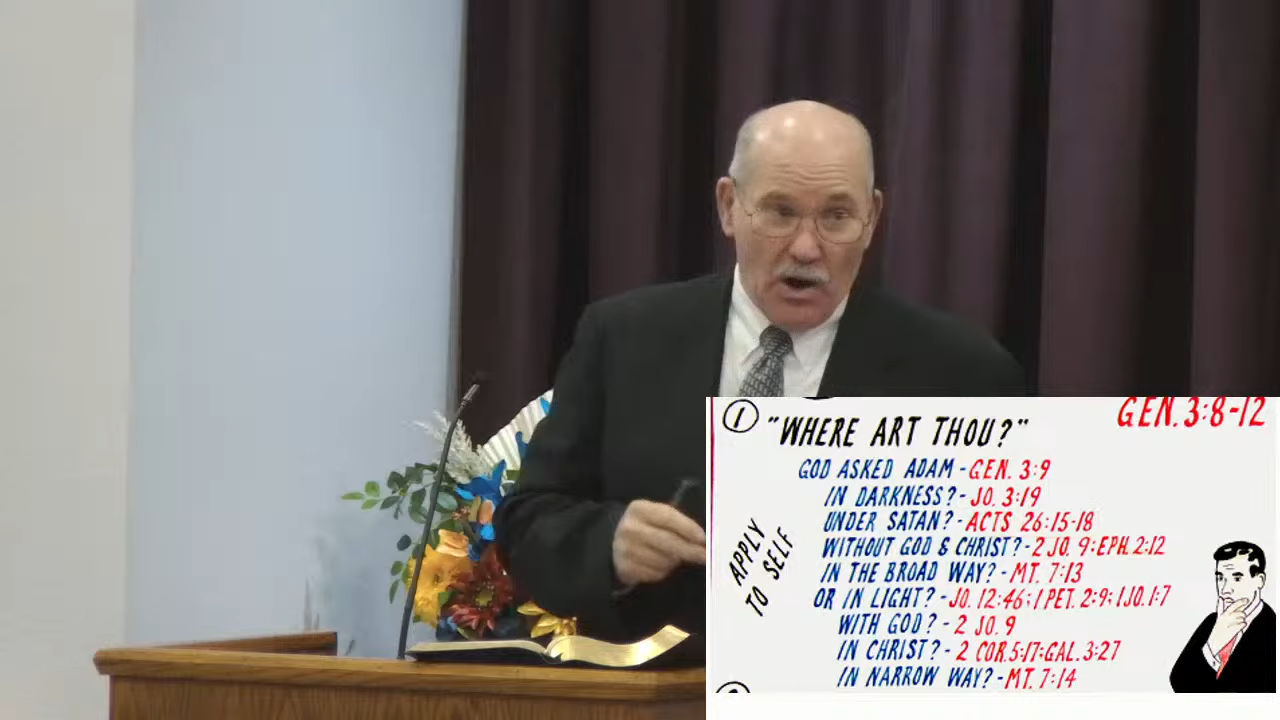 ① "WHERE ART THOU?" GEN. 3:8-12
GOD ASKED ADAM - GEN. 3:9
IN DARKNESS? - JO. 3:19
UNDER SATAN? - ACTS 26:15-18
WITHOUT GOD & CHRIST? - 2 JO. 9; EPH. 2:12
IN THE BROAD WAY? - MT. 7:13
OR IN LIGHT? - JO. 12:46; 1 PET. 2:9; 1 JO. 1:7
WITH GOD? - 2 JO. 9
IN CHRIST? - 2 COR. 5:17; GAL. 3:27
IN NARROW WAY? - MT. 7:14
APPLY
TO SELF